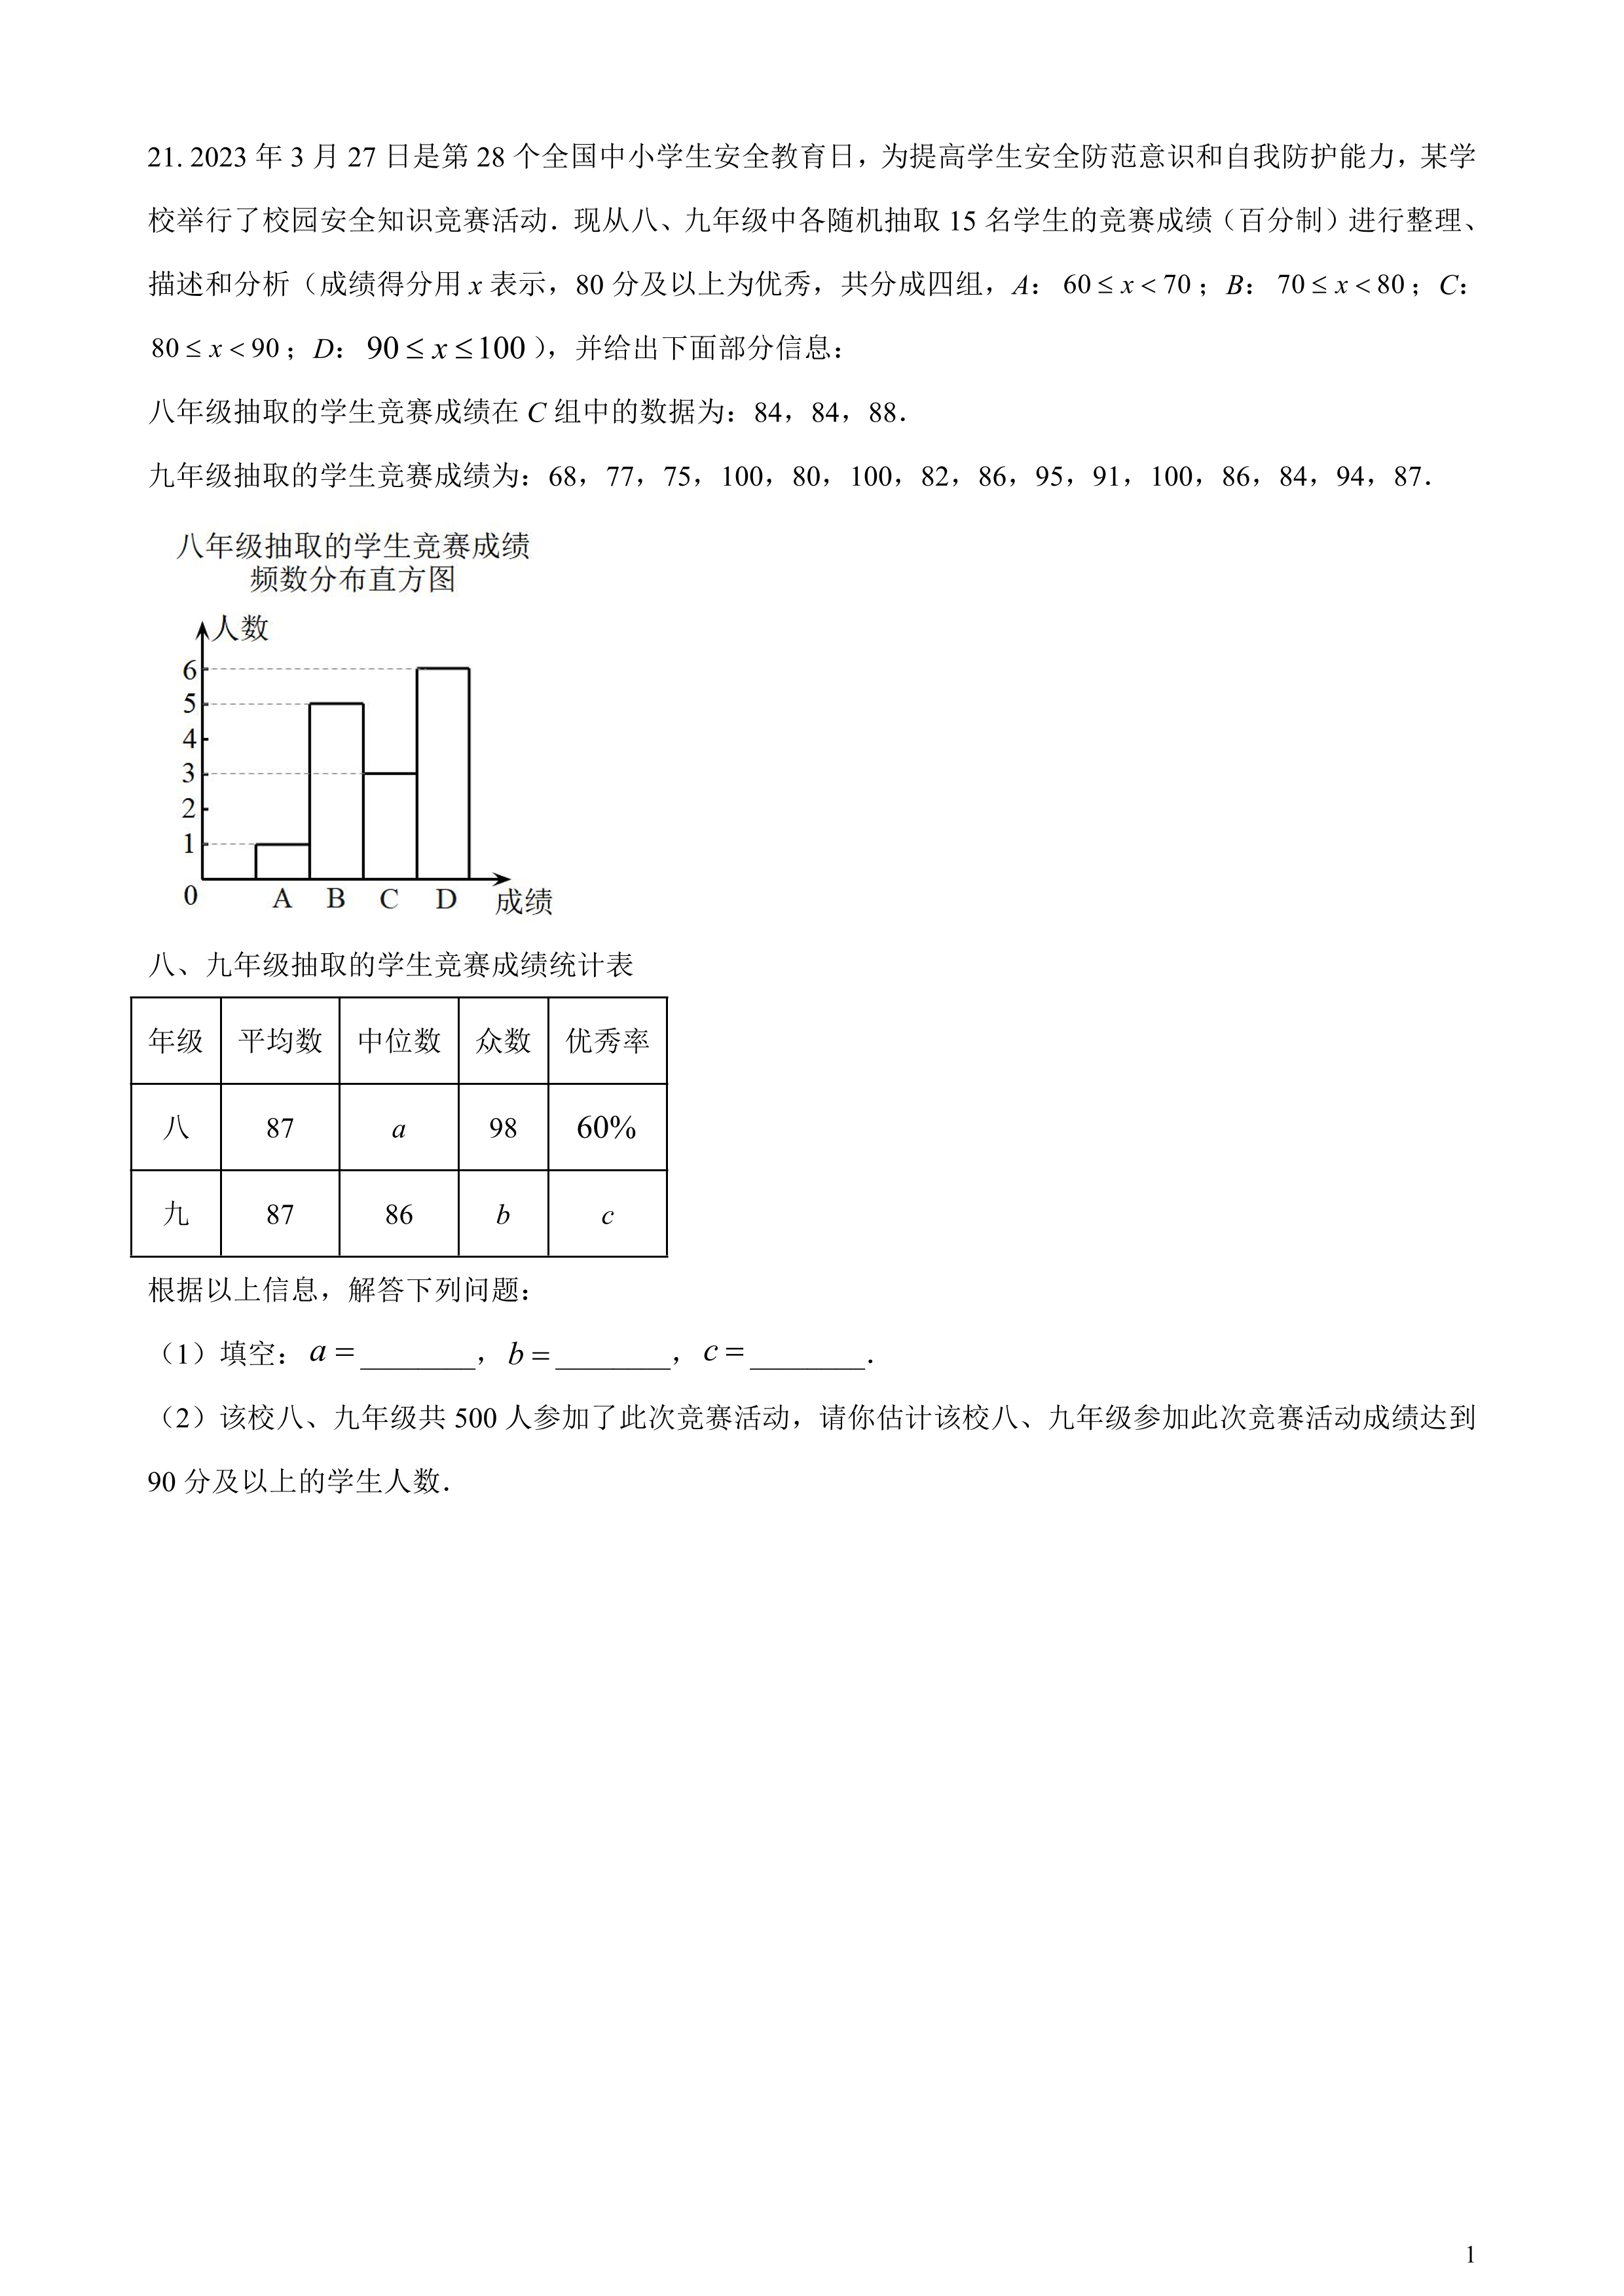 21. 2023 年 3 月 27 日是第 28 个全国中小学生安全教育日，为提高学生安全防范意识和自我防护能力，某学
校举行了校园安全知识竞赛活动．现从八、九年级中各随机抽取 15 名学生的竞赛成绩（百分制）进行整理、
描述和分析（成绩得分用 x 表示，80 分及以上为优秀，共分成四组，A：60 ≤ x < 70；B：70 ≤ x < 80；C：
80 ≤ x < 90；D：90 ≤ x ≤ 100），并给出下面部分信息：
八年级抽取的学生竞赛成绩在 C 组中的数据为：84，84，88．
九年级抽取的学生竞赛成绩为：68，77，75，100，80，100，82，86，95，91，100，86，84，94，87．
八年级抽取的学生竞赛成绩
频数分布直方图
人数
6
5
4
3
2
1
0 A B C D 成绩
八、九年级抽取的学生竞赛成绩统计表
年级 平均数 中位数 众数 优秀率
八 87 a 98 60%
九 87 86 b c
根据以上信息，解答下列问题：
（1）填空：a = ________，b = ________，c = ________．
（2）该校八、九年级共 500 人参加了此次竞赛活动，请你估计该校八、九年级参加此次竞赛活动成绩达到
90 分及以上的学生人数．
1